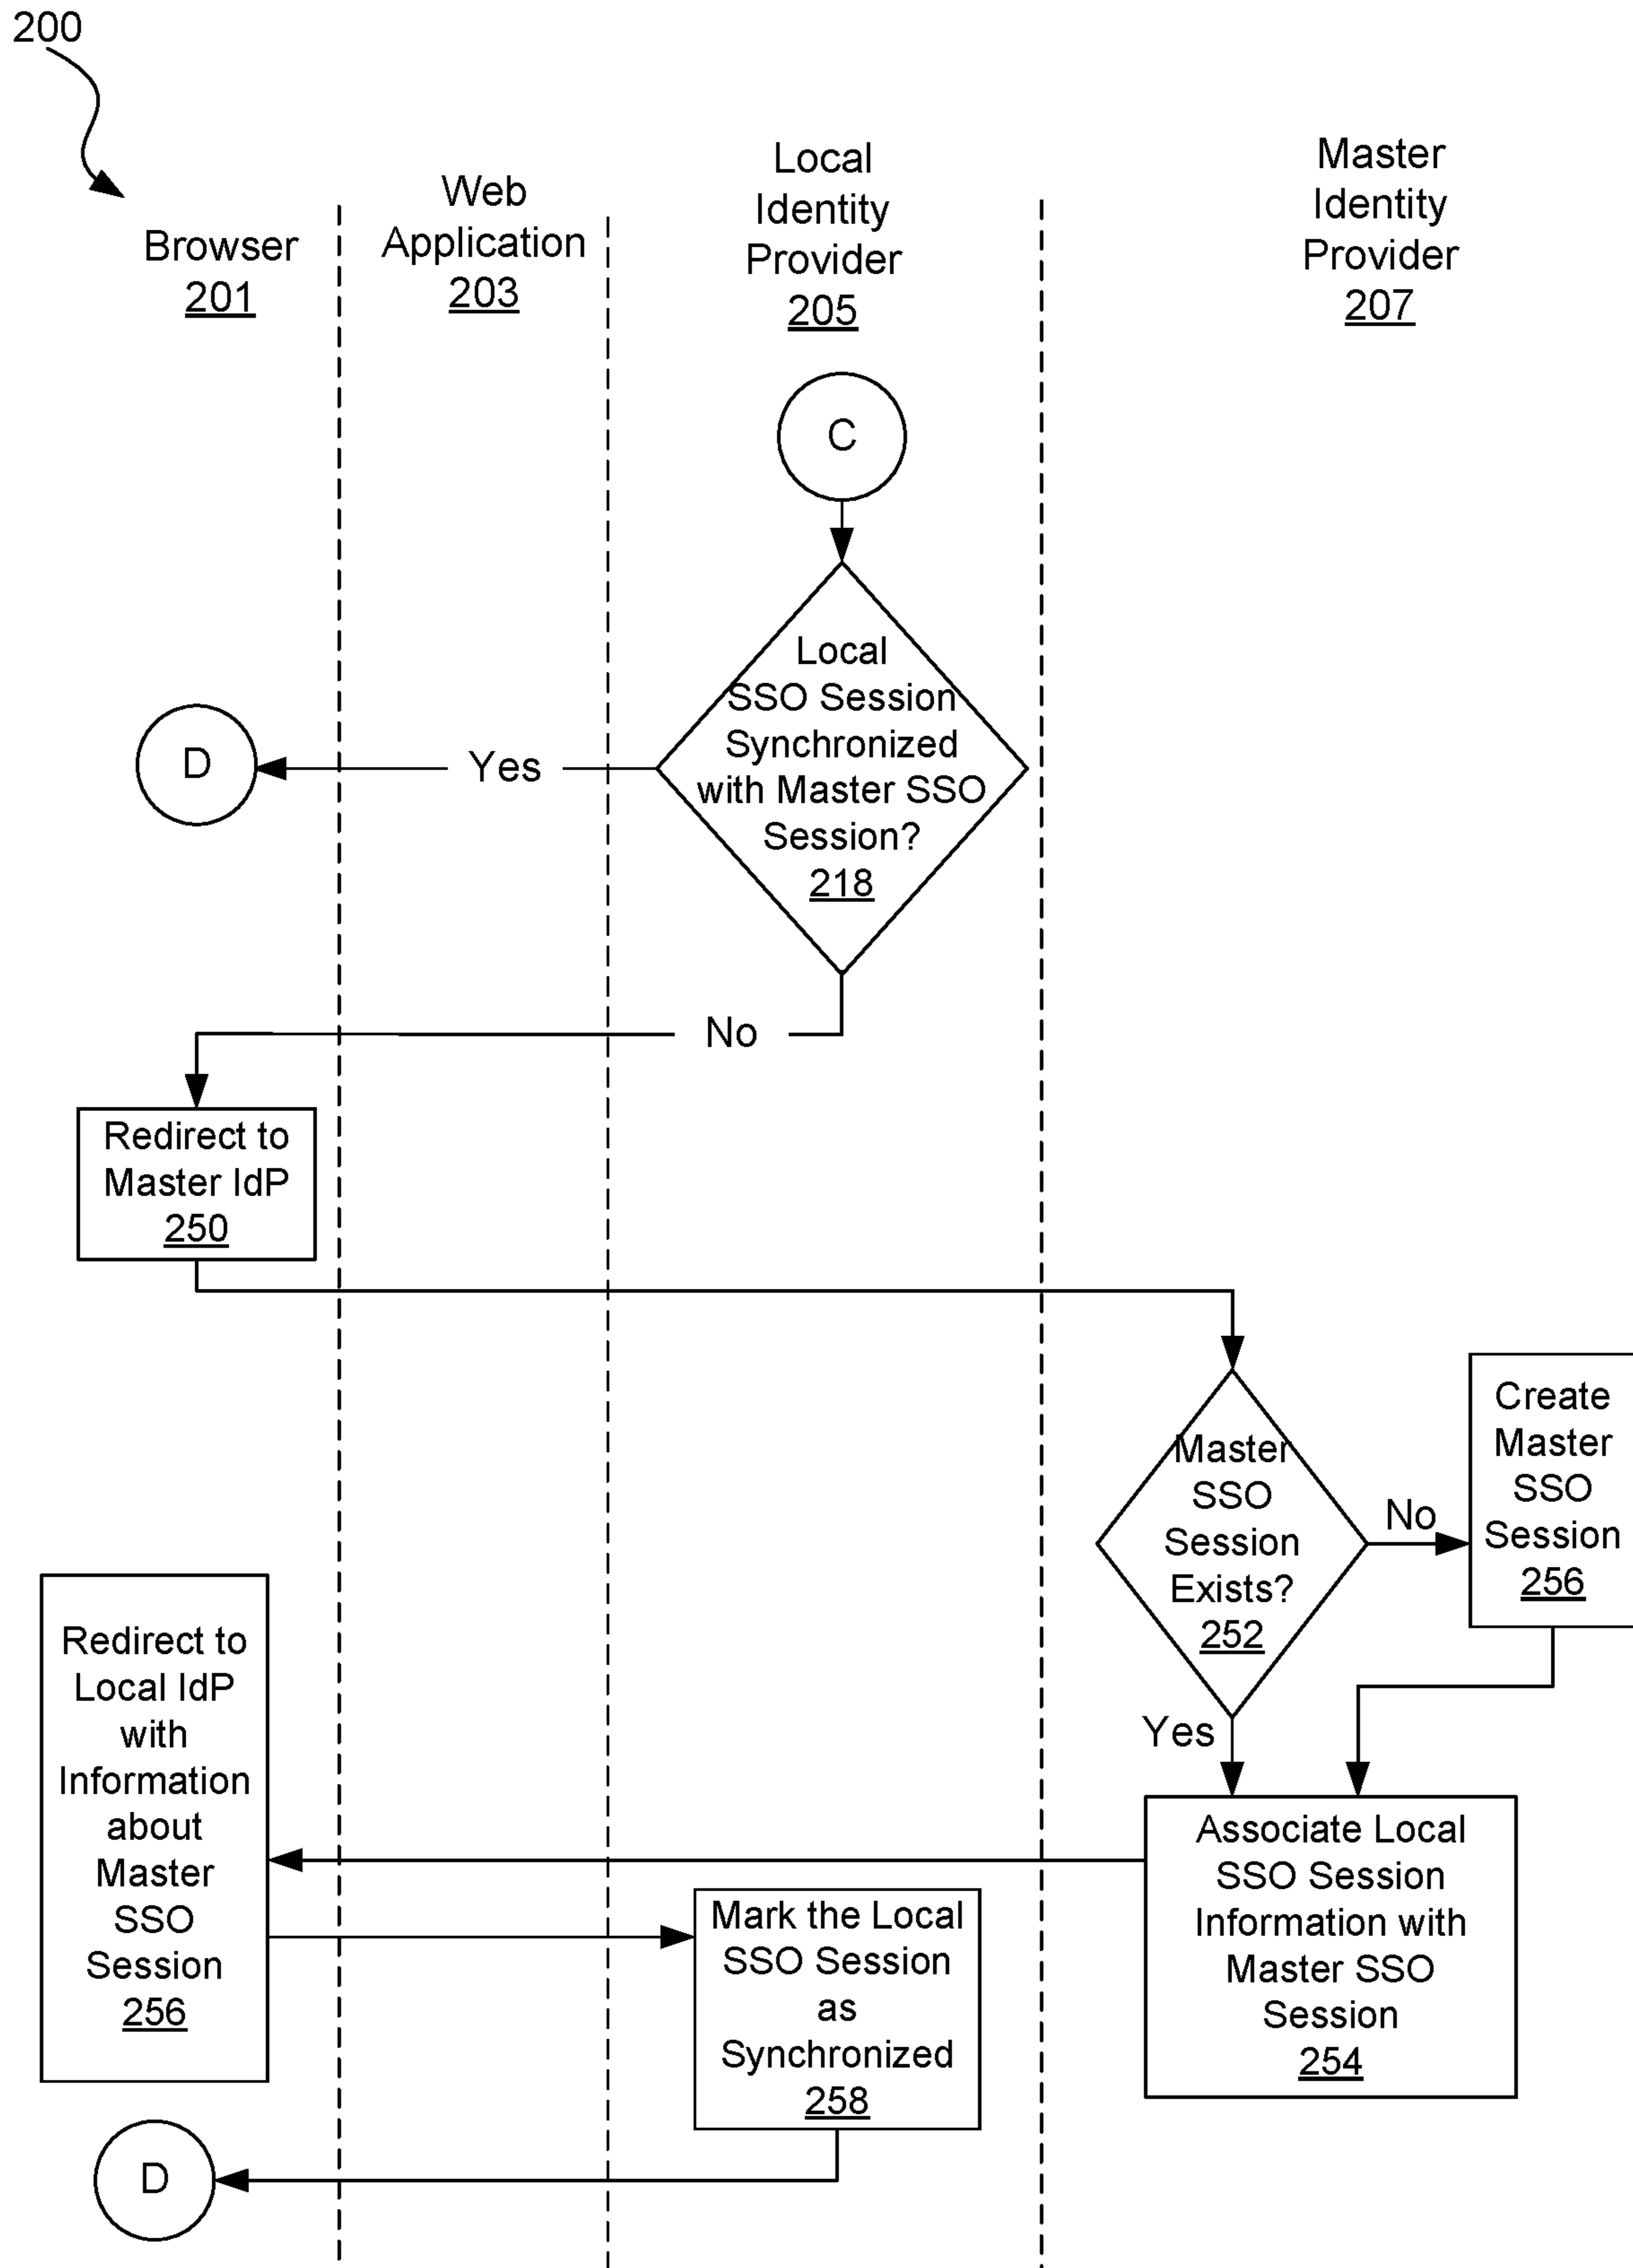 200
Browser
201
Web
Application
203
Local
Identity
Provider
205
Master
Identity
Provider
207
C
Local
SSO Session
Synchronized
with Master SSO
Session?
218
D
Yes
No
Redirect to
Master IdP
250
Master
SSO
Session
Exists?
252
No
Create
Master
SSO
Session
256
Yes
Associate Local
SSO Session
Information with
Master SSO
Session
254
Redirect to
Local IdP
with
Information
about
Master
SSO
Session
256
Mark the Local
SSO Session
as
Synchronized
258
D